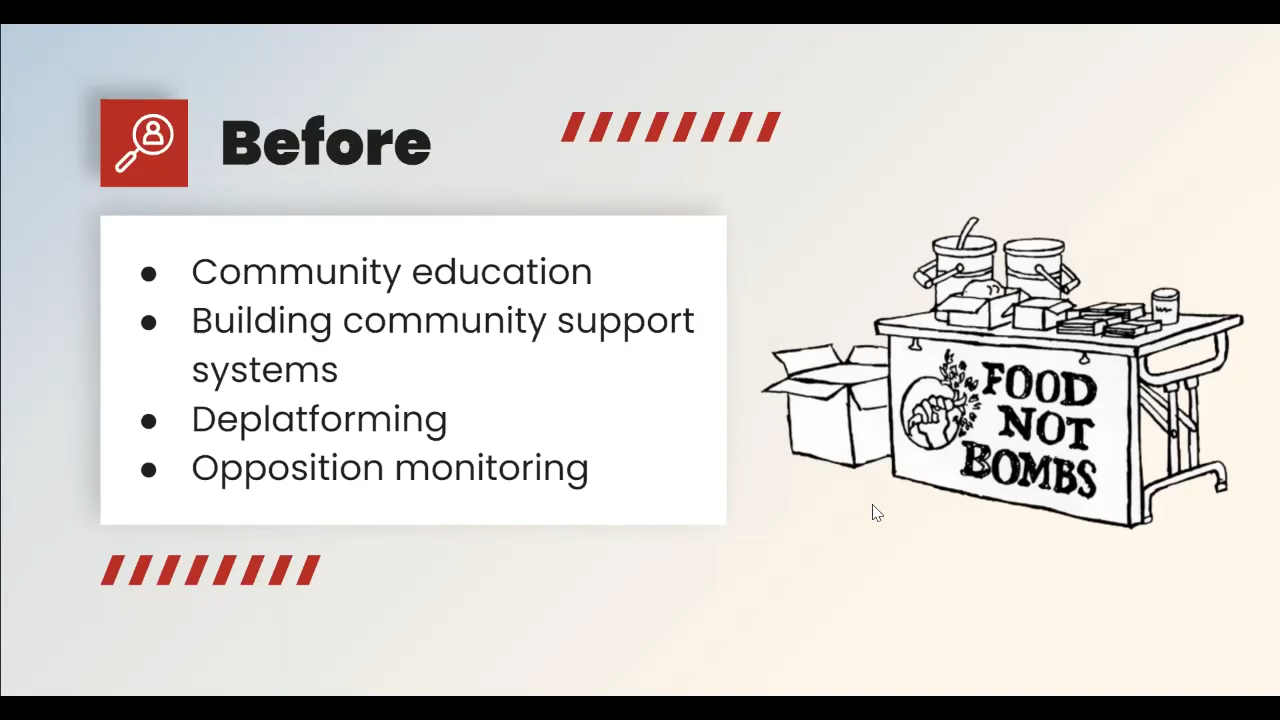 Before
● Community education
● Building community support
systems
● Deplatforming
● Opposition monitoring
FOOD
NOT
BOMBS